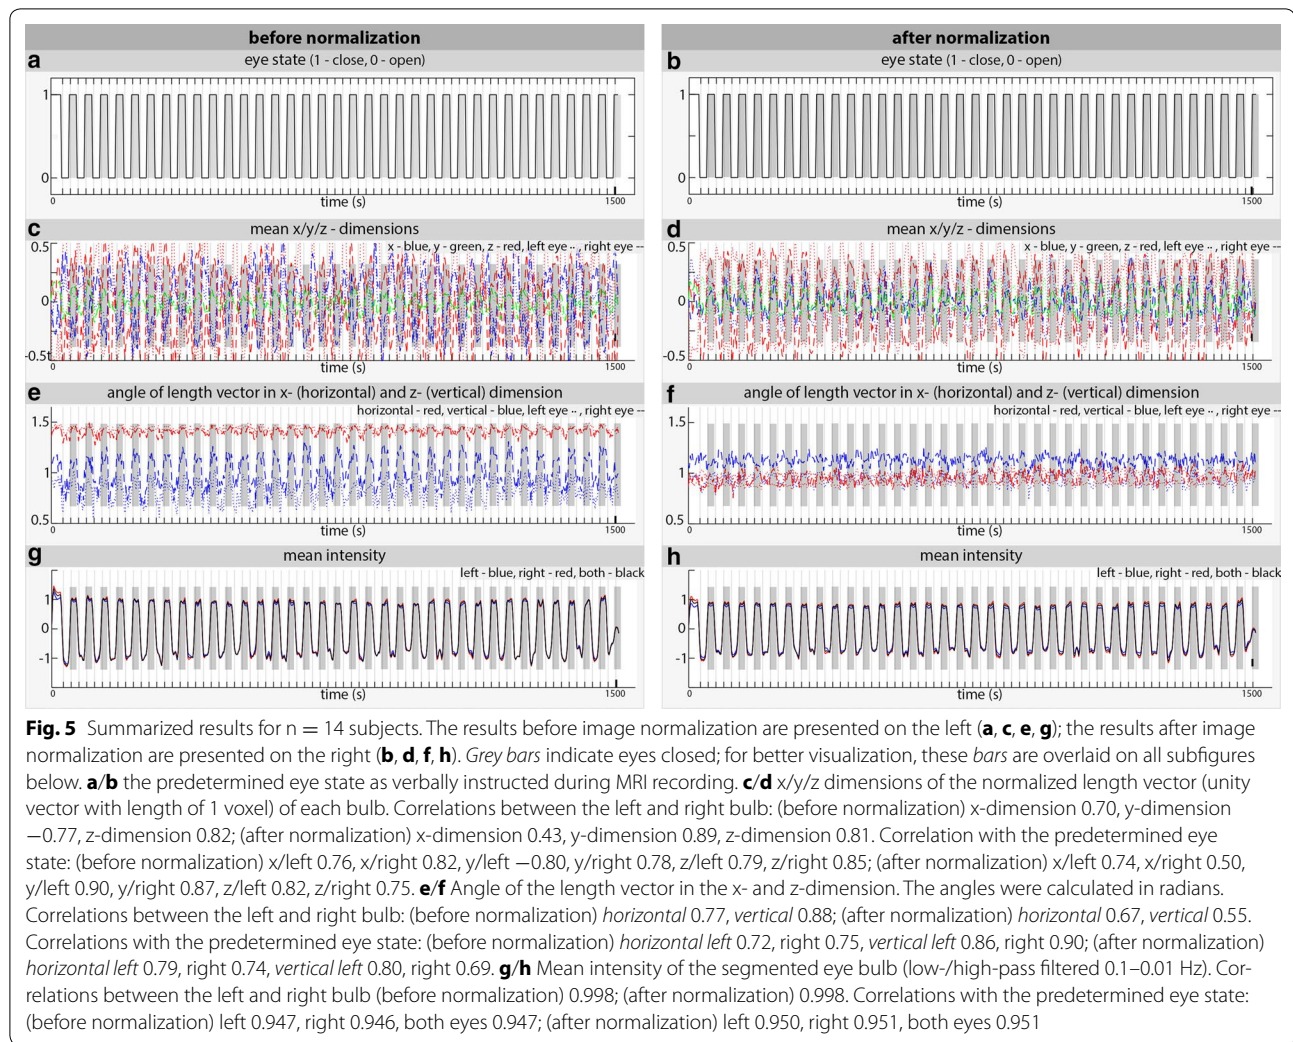 before normalization
a
eye state (1 - close, 0 - open)
1
0
0
time (s)
1500
after normalization
b
eye state (1 - close, 0 - open)
1
0
0
time (s)
1500
c
mean x/y/z - dimensions
x - blue, y - green, z - red, left eye ·· , right eye --
0.5
0
-0.5
0
time (s)
1500
d
mean x/y/z - dimensions
x - blue, y - green, z - red, left eye ·· , right eye --
0.5
0
-0.5
0
time (s)
1500
e
angle of length vector in x- (horizontal) and z- (vertical) dimension
horizontal - red, vertical - blue, left eye ·· , right eye --
1.5
1
0.5
0
time (s)
1500
f
angle of length vector in x- (horizontal) and z- (vertical) dimension
horizontal - red, vertical - blue, left eye ·· , right eye --
1.5
1
0.5
0
time (s)
1500
g
mean intensity
left - blue, right - red, both - black
1
0
-1
0
time (s)
1500
h
mean intensity
left - blue, right - red, both - black
1
0
-1
0
time (s)
1500
Fig. 5 Summarized results for n = 14 subjects. The results before image normalization are presented on the left (a, c, e, g); the results after image
normalization are presented on the right (b, d, f, h). Grey bars indicate eyes closed; for better visualization, these bars are overlaid on all subfigures
below. a/b the predetermined eye state as verbally instructed during MRI recording. c/d x/y/z dimensions of the normalized length vector (unity
vector with length of 1 voxel) of each bulb. Correlations between the left and right bulb: (before normalization) x-dimension 0.70, y-dimension
−0.77, z-dimension 0.82; (after normalization) x-dimension 0.43, y-dimension 0.89, z-dimension 0.81. Correlation with the predetermined eye
state: (before normalization) x/left 0.76, x/right 0.82, y/left −0.80, y/right 0.78, z/left 0.79, z/right 0.85; (after normalization) x/left 0.74, x/right 0.50,
y/left 0.90, y/right 0.87, z/left 0.82, z/right 0.75. e/f Angle of the length vector in the x- and z-dimension. The angles were calculated in radians.
Correlations between the left and right bulb: (before normalization) horizontal 0.77, vertical 0.88; (after normalization) horizontal 0.67, vertical 0.55.
Correlations with the predetermined eye state: (before normalization) horizontal left 0.72, right 0.75, vertical left 0.86, right 0.90; (after normalization)
horizontal left 0.79, right 0.74, vertical left 0.80, right 0.69. g/h Mean intensity of the segmented eye bulb (low-/high-pass filtered 0.1–0.01 Hz). Cor-
relations between the left and right bulb (before normalization) 0.998; (after normalization) 0.998. Correlations with the predetermined eye state:
(before normalization) left 0.947, right 0.946, both eyes 0.947; (after normalization) left 0.950, right 0.951, both eyes 0.951